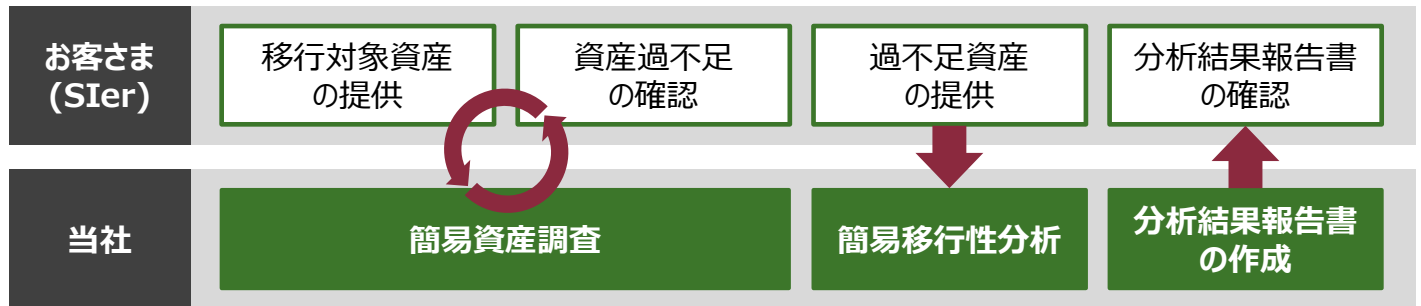 お客さま
(SIer)
移行対象資産
の提供
資産過不足
の確認
過不足資産
の提供
分析結果報告書
の確認
当社
簡易資産調査
簡易移行性分析
分析結果報告書
の作成